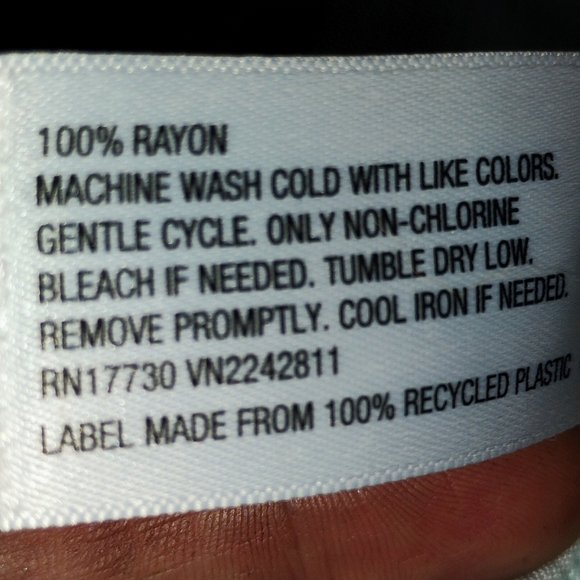 100% RAYON
MACHINE WASH COLD WITH LIKE COLORS.
GENTLE CYCLE. ONLY NON-CHLORINE
BLEACH IF NEEDED. TUMBLE DRY LOW.
REMOVE PROMPTLY. COOL IRON IF NEEDED.
RN17730 VN2242811
LABEL MADE FROM 100% RECYCLED PLASTIC